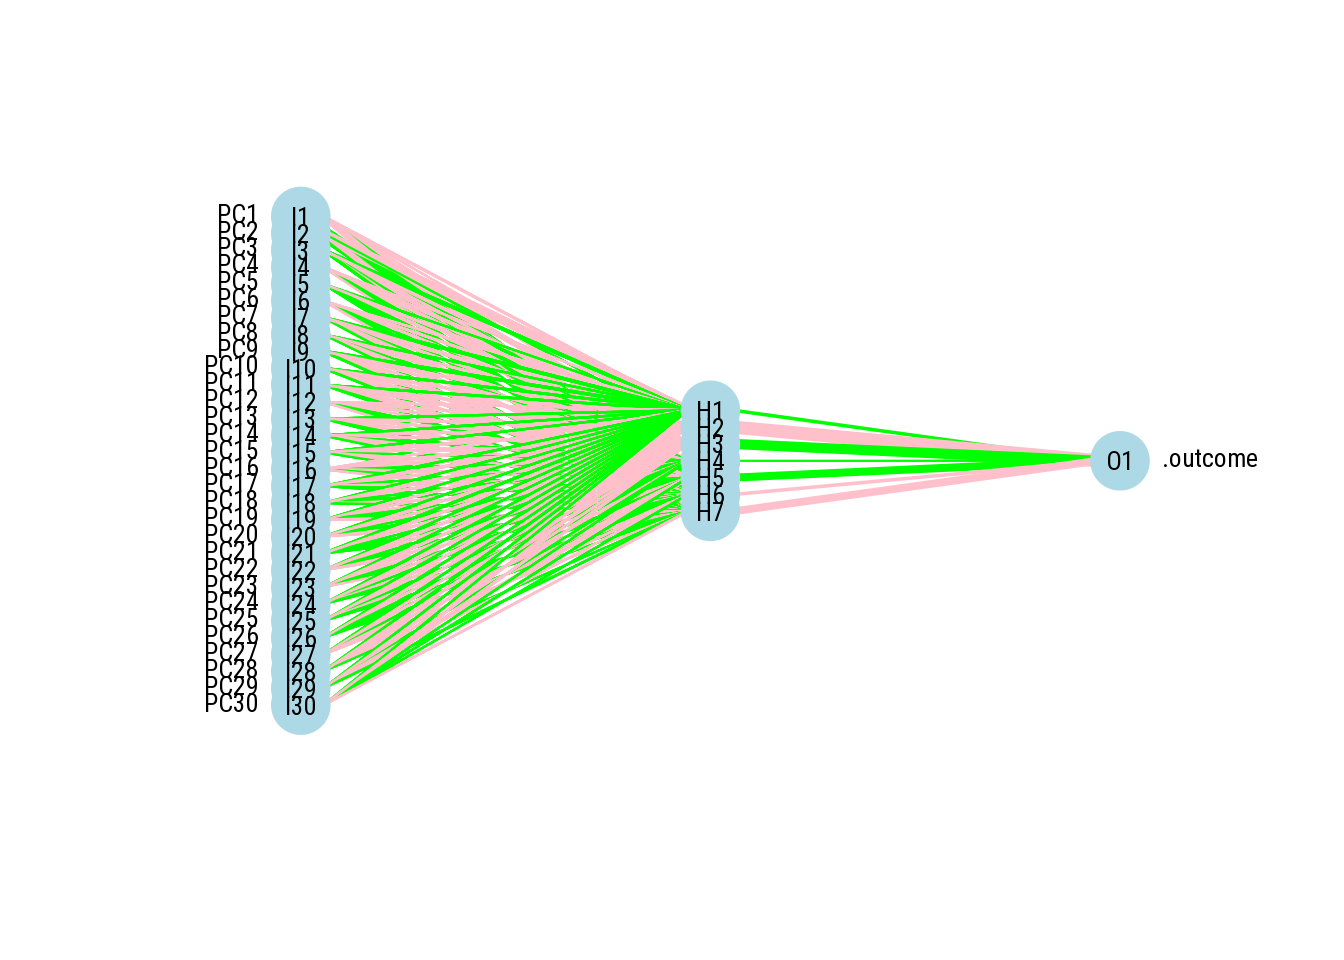 PC1 I1
PC2 I2
PC3 I3
PC4 I4
PC5 I5
PC6 I6
PC7 I7
PC8 I8
PC9 I9
PC10 I10
PC11 I11
PC12 I12
PC13 I13
PC14 I14
PC15 I15
PC16 I16
PC17 I17
PC18 I18
PC19 I19
PC20 I20
PC21 I21
PC22 I22
PC23 I23
PC24 I24
PC25 I25
PC26 I26
PC27 I27
PC28 I28
PC29 I29
PC30 I30
H1
H2
H3
H4
H5
H6
H7
O1 .outcome